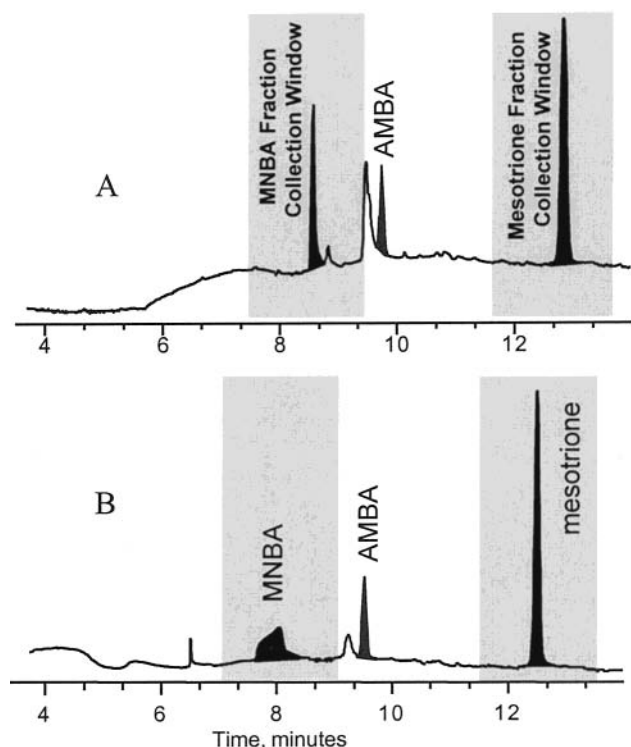 A
MNBA Fraction
Collection Window
AMBA
Mesotrione Fraction
Collection Window
4 6 8 10 12
B
MNBA
AMBA
mesotrione
4 6 8 10 12
Time, minutes